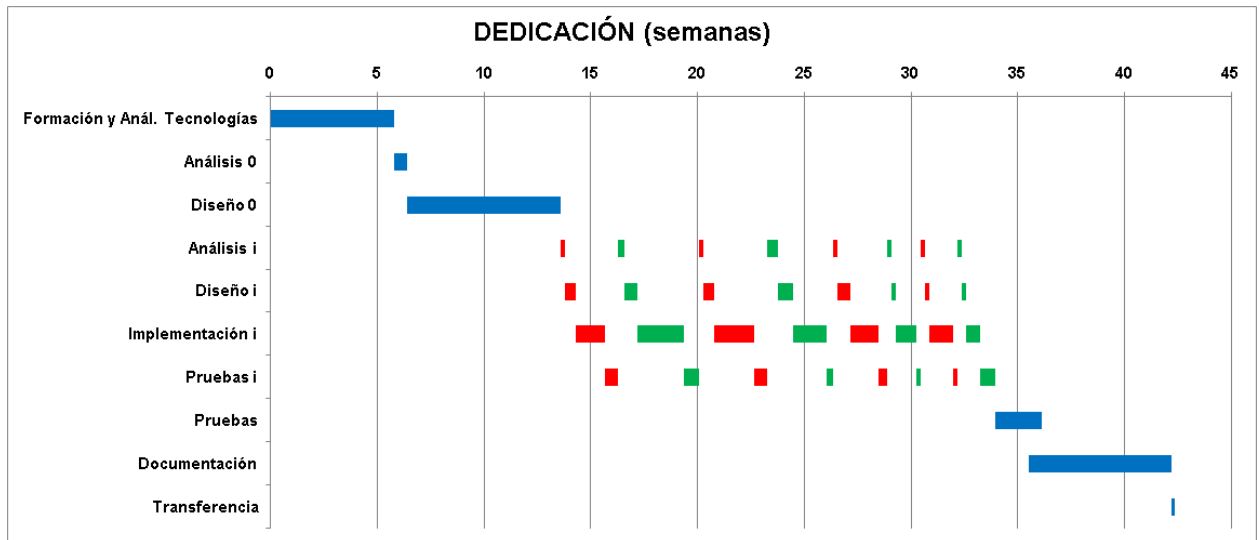 DEDICACIÓN (semanas)
0 5 10 15 20 25 30 35 40 45
Formación y Anál. Tecnologías
Análisis 0
Diseño 0
Análisis i
Diseño i
Implementación i
Pruebas i
Pruebas
Documentación
Transferencia